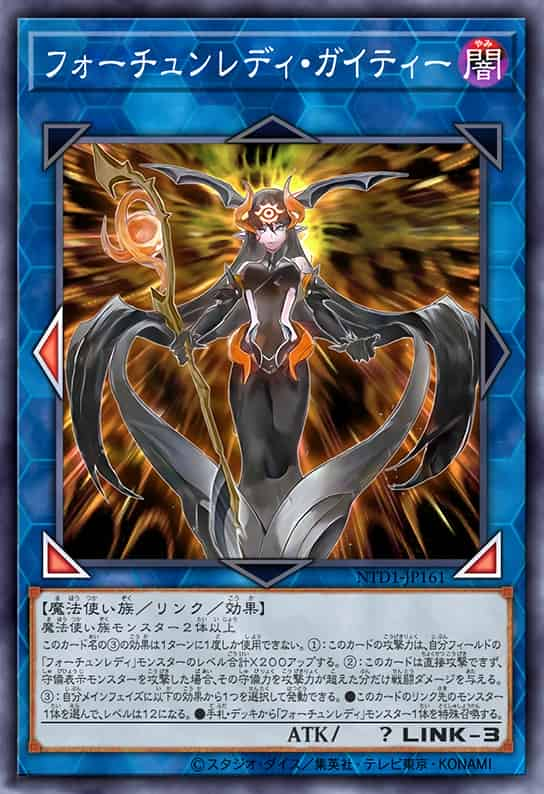 フォーチュンレディ・ガイティー
闇
やみ
NTD1-JP161
【魔法使い族/リンク/効果】
魔法使い族モンスター2体以上
このカード名の③の効果は1ターンに1度しか使用できない。①：このカードの攻撃力は、自分フィールドの
「フォーチュンレディ」モンスターのレベル合計×200アップする。②：このカードは直接攻撃できず、
守備表示モンスターを攻撃した場合、その守備力を攻撃力が超えた分だけ戦闘ダメージを与える。
③：自分メインフェイズに以下の効果から1つを選択して発動できる。●このカードのリンク先のモンスター
1体を選んで、レベルは12になる。●手札・デッキから「フォーチュンレディ」モンスター1体を特殊召喚する。
ATK/ ? LINK-3
©スタジオ・ダイス/集英社・テレビ東京・KONAMI